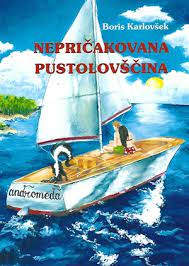 Boris Karlovšek
NEPRIČAKOVANA
PUSTOLOVŠČINA
andromeda